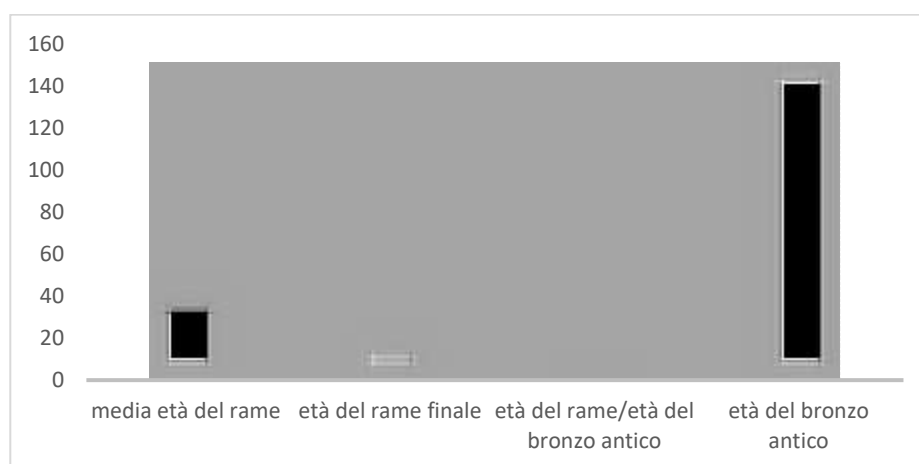 160
140
120
100
80
60
40
20
0
media età del rame
età del rame finale
età del rame/età del
bronzo antico
età del bronzo
antico